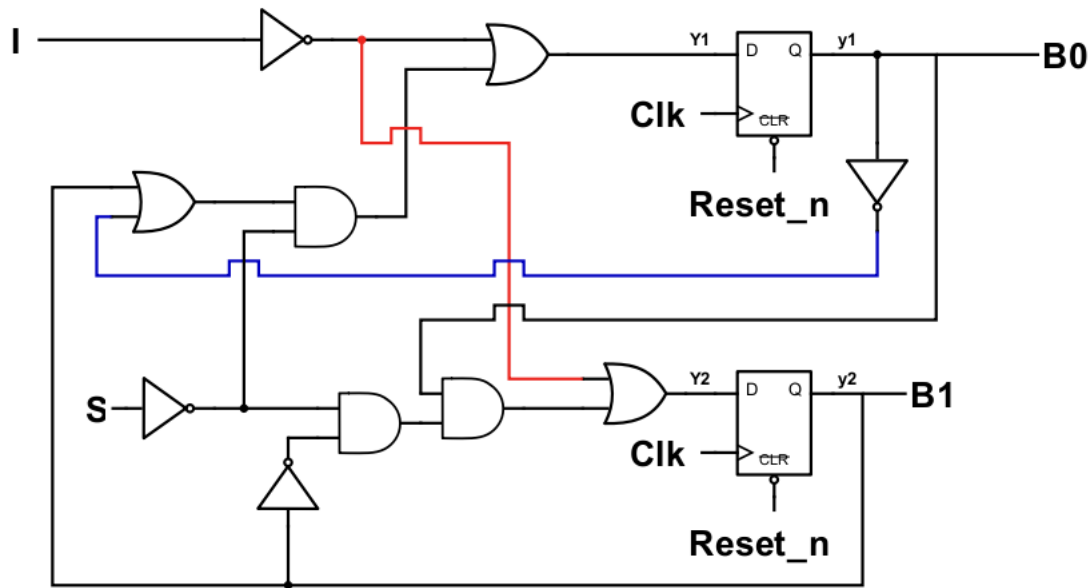 I
Y1
D
Q
y1
B0
Clk
CLR
Reset_n
S
Y2
D
Q
y2
B1
Clk
CLR
Reset_n